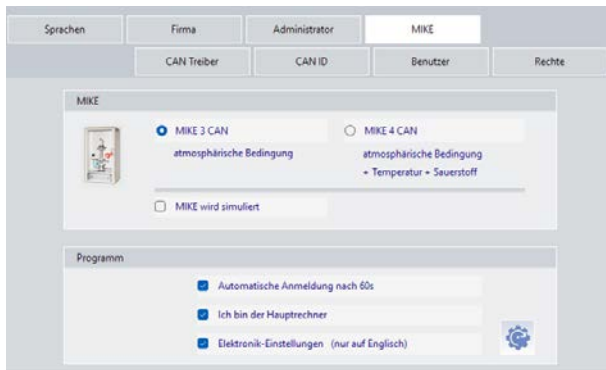 Sprachen Firma Administrator MIKE
CAN Treiber CAN ID Benutzer Rechte
MIKE
MIKE 3 CAN MIKE 4 CAN
atmosphärische Bedingung atmosphärische Bedingung
+ Temperatur + Sauerstoff
MIKE wird simuliert
Programm
Automatische Anmeldung nach 60s
Ich bin der Hauptrechner
Elektronik-Einstellungen (nur auf Englisch)